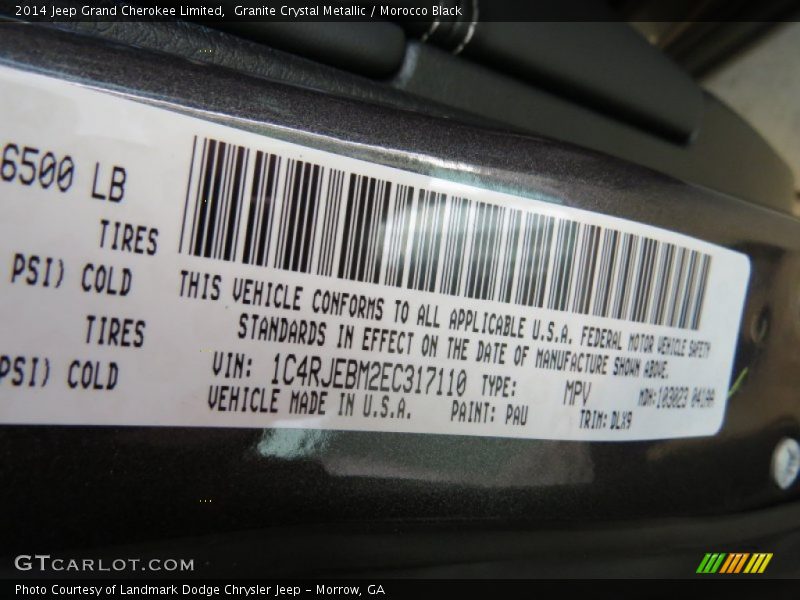 2014 Jeep Grand Cherokee Limited,  Granite Crystal Metallic / Morocco Black
6500 LB
TIRES
PSI) COLD
TIRES
PSI) COLD
THIS VEHICLE CONFORMS TO ALL APPLICABLE U.S.A. FEDERAL MOTOR VEHICLE SAFETY
STANDARDS IN EFFECT ON THE DATE OF MANUFACTURE SHOWN ABOVE.
VIN: 1C4RJEBM2EC317110 TYPE: MPV MDH:103023 041AA
VEHICLE MADE IN U.S.A. PAINT: PAU TRIM: DLX9
GTCARLOT.COM
Photo Courtesy of Landmark Dodge Chrysler Jeep - Morrow, GA